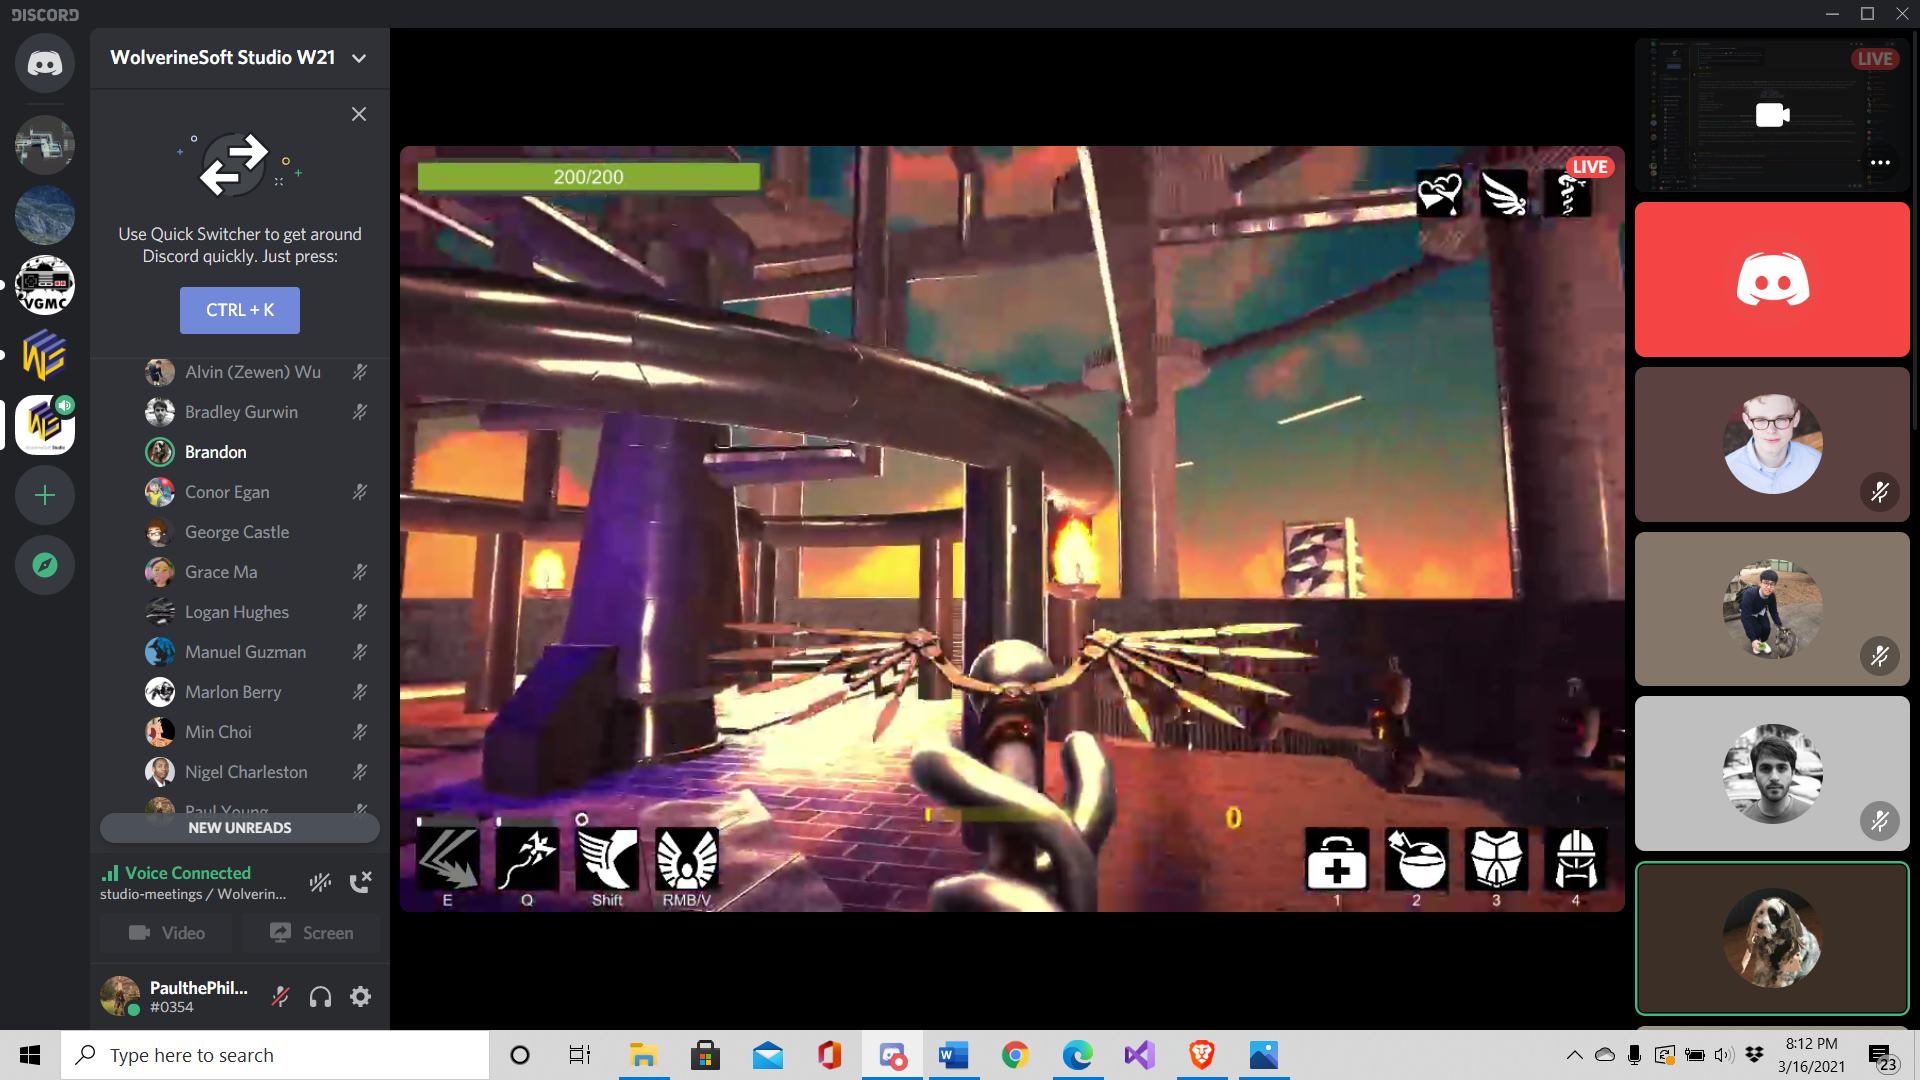 DISCORD
WolverineSoft Studio W21
Use Quick Switcher to get around
Discord quickly. Just press:
CTRL + K
VGMC
Alvin (Zewen) Wu
Bradley Gurwin
Brandon
Conor Egan
George Castle
Grace Ma
Logan Hughes
Manuel Guzman
Marlon Berry
Min Choi
Nigel Charleston
Paul Young
NEW UNREADS
Voice Connected
studio-meetings / Wolverin...
Video
Screen
PaulthePhil...
#0354
200/200
LIVE
LIVE
0
E
Q
Shift
RMB/V
1
2
3
4
Type here to search
8:12 PM
3/16/2021
23